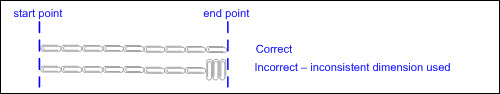 start point end point
Correct
Incorrect – inconsistent dimension used